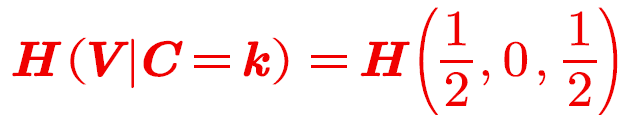 H(V|C = k) = H(1/2, 0, 1/2)